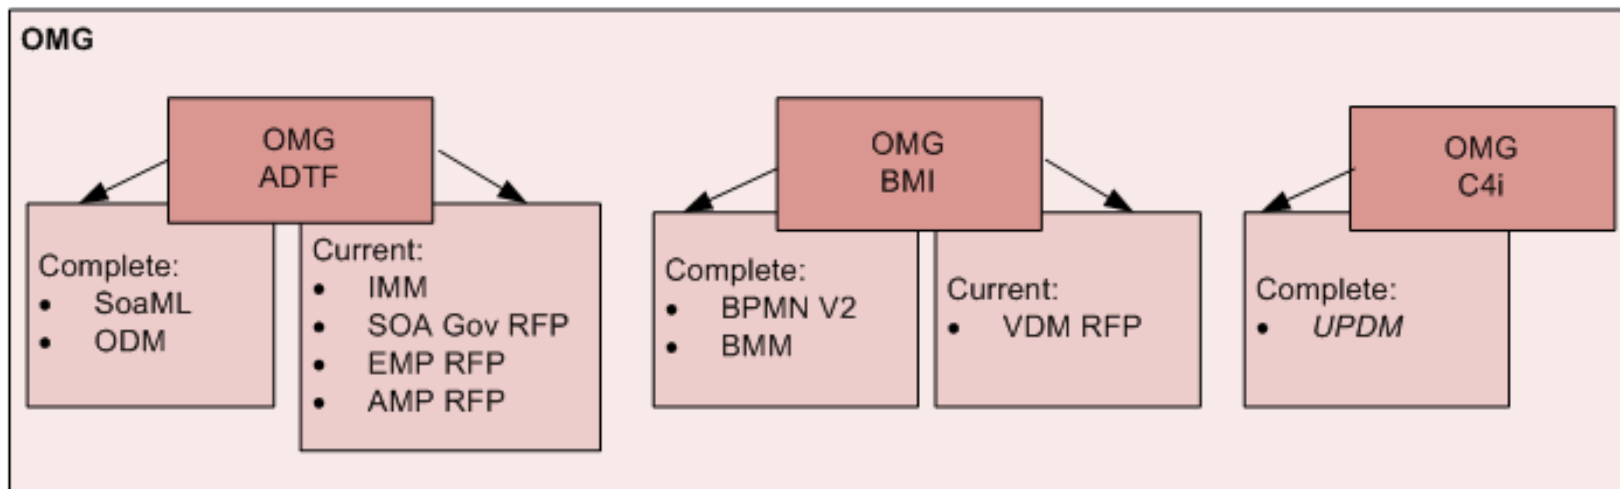 OMG
OMG
ADTF
Complete:
• SoaML
• ODM
Current:
• IMM
• SOA Gov RFP
• EMP RFP
• AMP RFP
OMG
BMI
Complete:
• BPMN V2
• BMM
Current:
• VDM RFP
OMG
C4i
Complete:
• UPDM